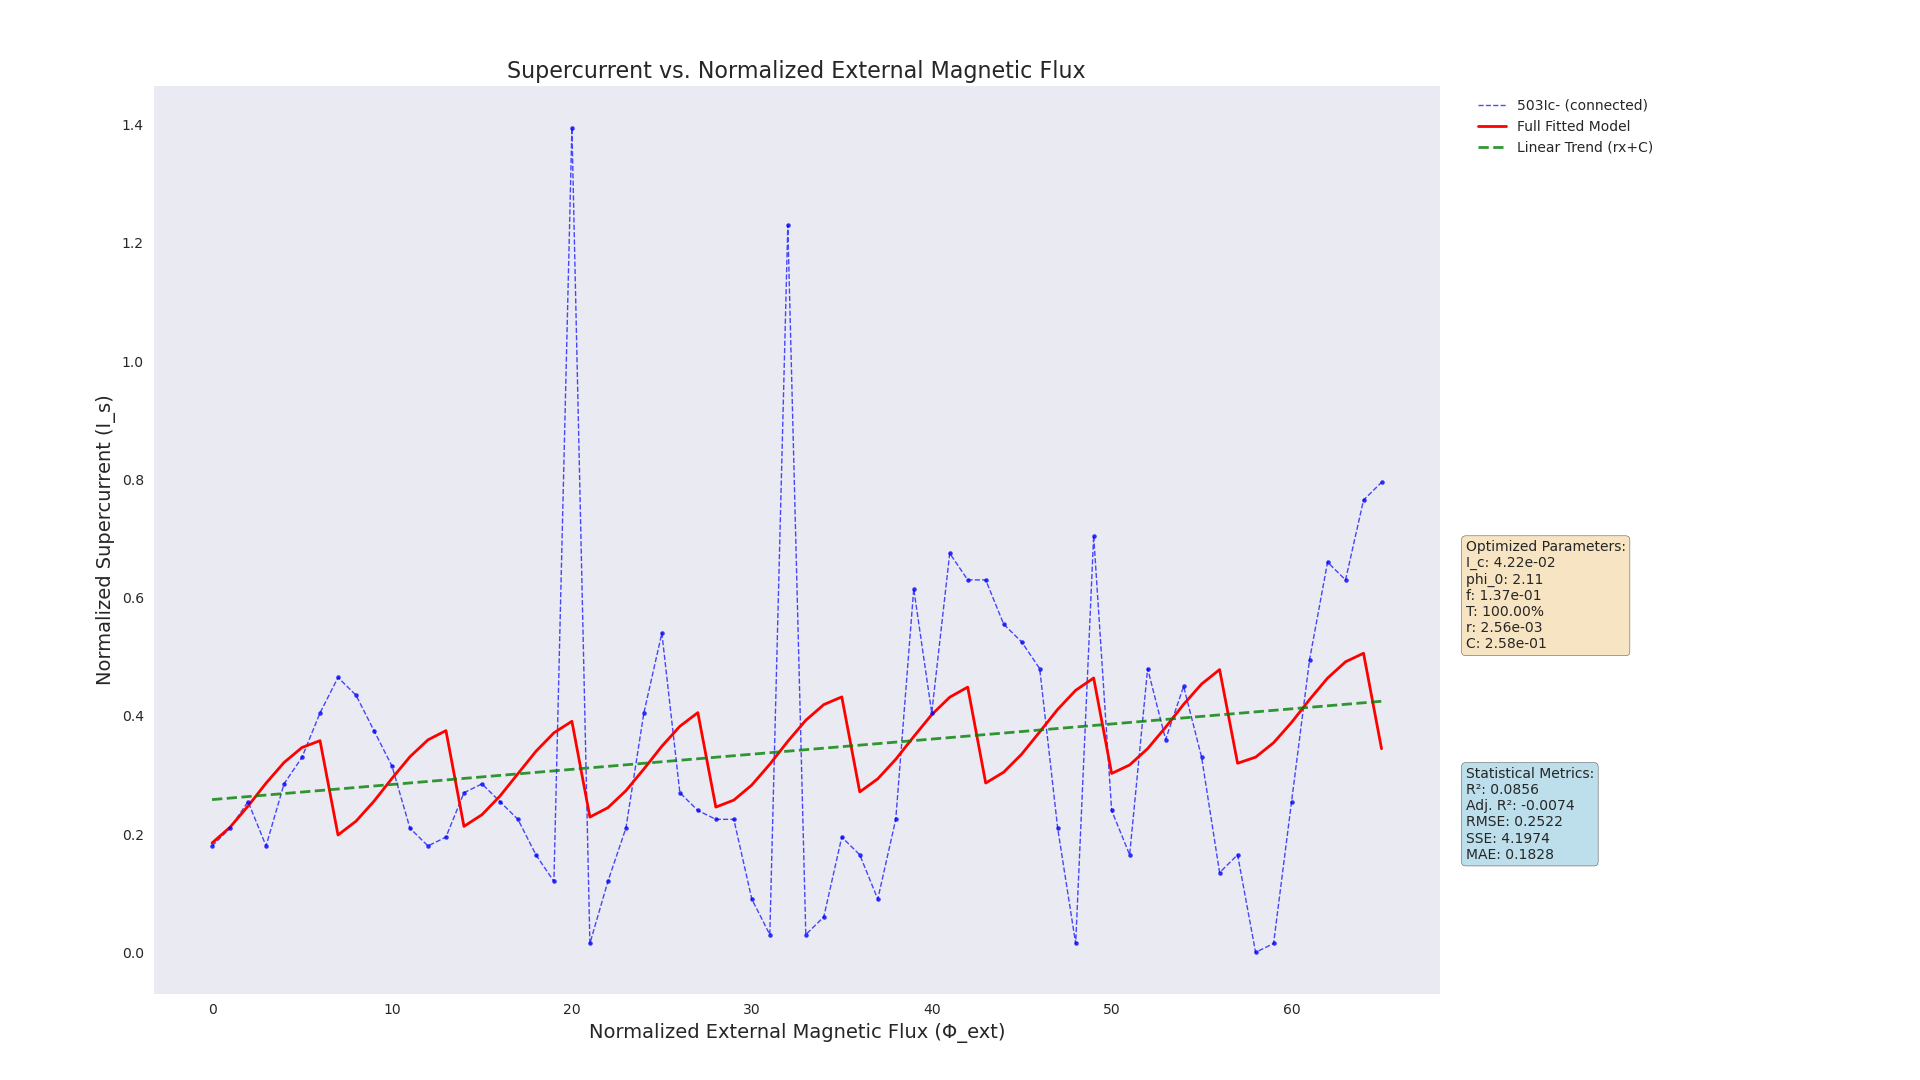 Supercurrent vs. Normalized External Magnetic Flux
503Ic- (connected)
Full Fitted Model
Linear Trend (rx+C)
Normalized Supercurrent (I_s)
1.4
1.2
1.0
0.8
0.6
0.4
0.2
0.0
0 10 20 30 40 50 60
Normalized External Magnetic Flux (Φ_ext)
Optimized Parameters:
I_c: 4.22e-02
phi_0: 2.11
f: 1.37e-01
T: 100.00%
r: 2.56e-03
C: 2.58e-01
Statistical Metrics:
R²: 0.0856
Adj. R²: -0.0074
RMSE: 0.2522
SSE: 4.1974
MAE: 0.1828